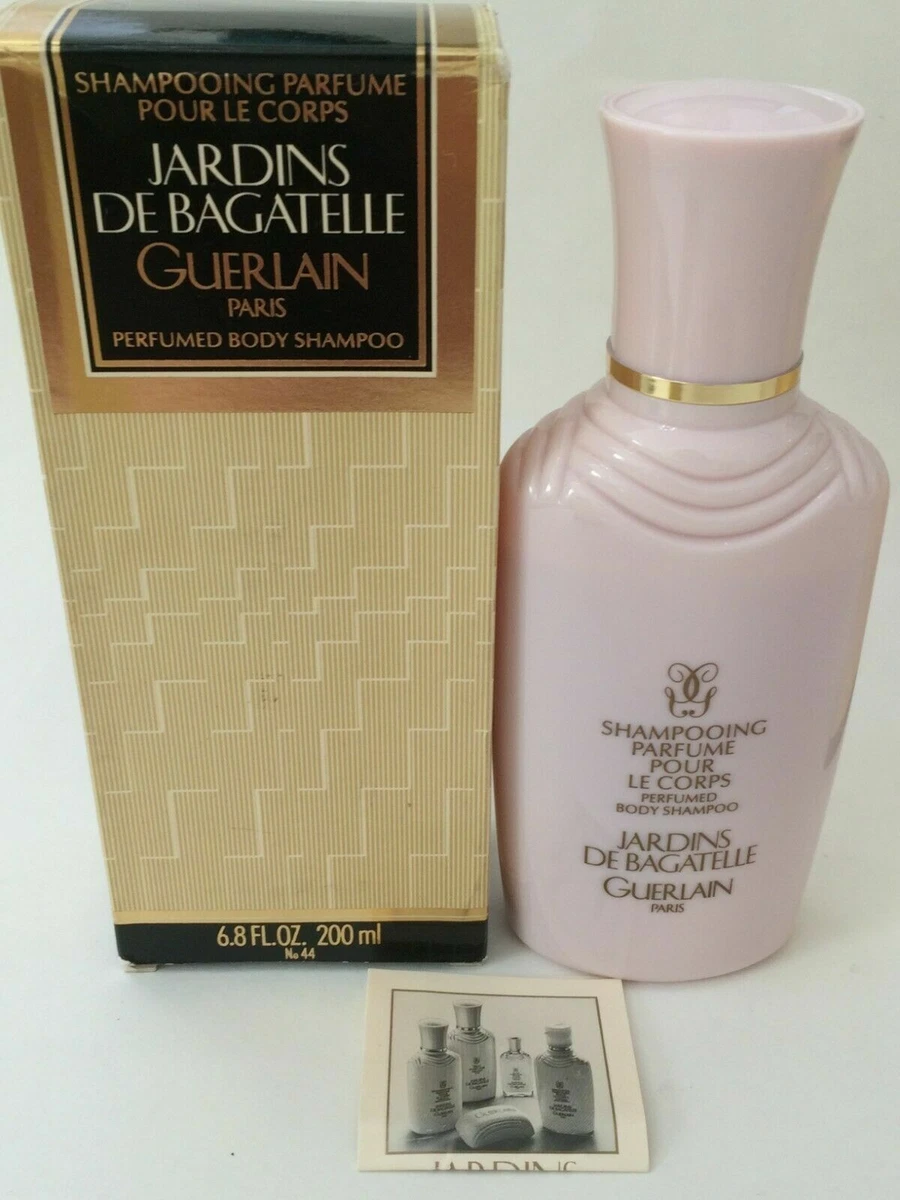 SHAMPOOING PARFUME
POUR LE CORPS
JARDINS
DE BAGATELLE
GUERLAIN
PARIS
PERFUMED BODY SHAMPOO
6.8 FL.OZ. 200 ml
No 44
SHAMPOOING
PARFUME
POUR
LE CORPS
PERFUMED
BODY SHAMPOO
JARDINS
DE BAGATELLE
GUERLAIN
PARIS
JARDINS